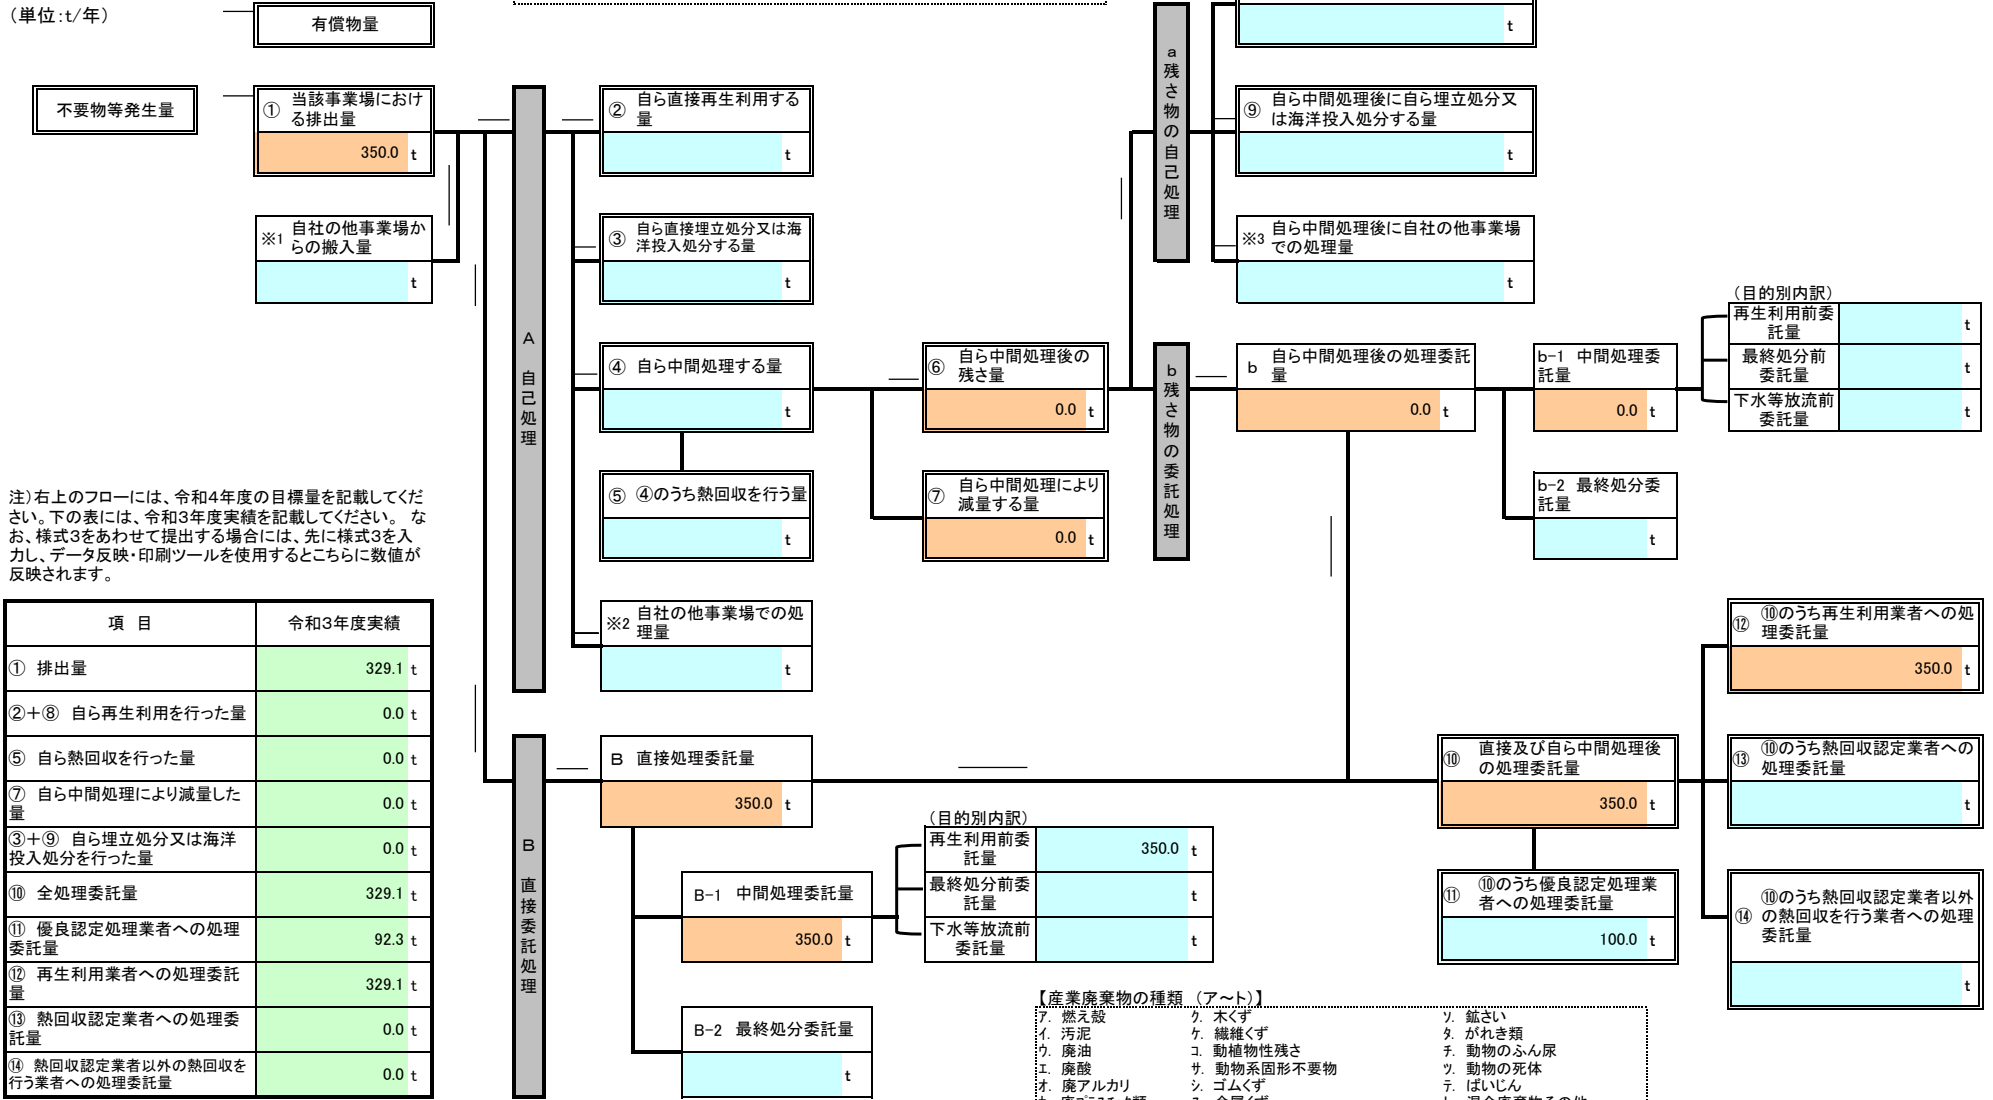 （単位:t/年）
有償物量
t
不要物等発生量
① 当該事業場におけ
る排出量
350.0 t
※1 自社の他事業場か
らの搬入量
t
A 自己処理
② 自ら直接再生利用する
量
t
③ 自ら直接埋立処分又は海
洋投入処分する量
t
④ 自ら中間処理する量
t
⑤ ④のうち熱回収を行う量
t
※2 自社の他事業場での処
理量
t
⑥ 自ら中間処理後の
残さ量
0.0 t
⑦ 自ら中間処理により
減量する量
0.0 t
a 残さ物の自己処理
⑨ 自ら中間処理後に自ら埋立処分又
は海洋投入処分する量
t
※3 自ら中間処理後に自社の他事業場
での処理量
t
b 残さ物の委託処理
b 自ら中間処理後の処理委託
量
0.0 t
b-1 中間処理委
託量
0.0 t
b-2 最終処分委
託量
t
（目的別内訳）
再生利用前委
託量
t
最終処分前
委託量
t
下水等放流前
委託量
t
注）右上のフローには、令和4年度の目標量を記載してくだ
さい。下の表には、令和3年度実績を記載してください。 な
お、様式3をあわせて提出する場合には、先に様式3を入
力し、データ反映・印刷ツールを使用するとこちらに数値が
反映されます。
項 目 令和3年度実績
① 排出量 329.1 t
②＋⑧ 自ら再生利用を行った量 0.0 t
⑤ 自ら熱回収を行った量 0.0 t
⑦ 自ら中間処理により減量した
量 0.0 t
③＋⑨ 自ら埋立処分又は海洋
投入処分を行った量 0.0 t
⑩ 全処理委託量 329.1 t
⑪ 優良認定処理業者への処理
委託量 92.3 t
⑫ 再生利用業者への処理委託
量 329.1 t
⑬ 熱回収認定業者への処理委
託量 0.0 t
⑭ 熱回収認定業者以外の熱回収を
行う業者への処理委託量 0.0 t
B 直接委託処理
B 直接処理委託量
350.0 t
B-1 中間処理委託量
350.0 t
B-2 最終処分委託量
t
（目的別内訳）
再生利用前委
託量
350.0 t
最終処分前委
託量
t
下水等放流前
委託量
t
⑩ 直接及び自ら中間処理後
の処理委託量
350.0 t
⑪ ⑩のうち優良認定処理業
者への処理委託量
100.0 t
⑫ ⑩のうち再生利用業者への処
理委託量
350.0 t
⑬ ⑩のうち熱回収認定業者への
処理委託量
t
⑭ ⑩のうち熱回収認定業者以外
の熱回収を行う業者への処理
委託量
t
【産業廃棄物の種類 （ア～ト）】
ア. 燃え殻 ク. 木くず ソ. 鉱さい
イ. 汚泥 ケ. 繊維くず タ. がれき類
ウ. 廃油 コ. 動植物性残さ チ. 動物のふん尿
エ. 廃酸 サ. 動物系固形不要物 ツ. 動物の死体
オ. 廃アルカリ シ. ゴムくず テ. ばいじん